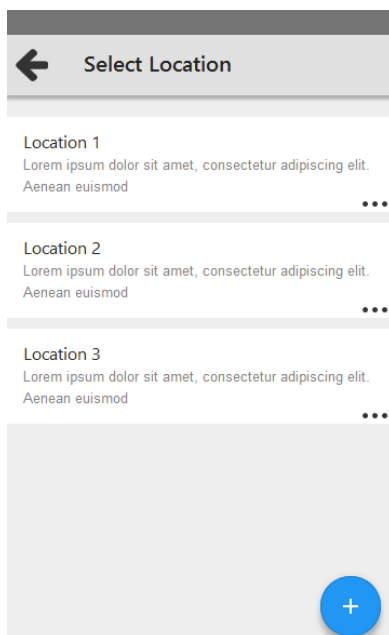 Select Location
Location 1
Lorem ipsum dolor sit amet, consectetur adipiscing elit.
Aenean euismod
Location 2
Lorem ipsum dolor sit amet, consectetur adipiscing elit.
Aenean euismod
Location 3
Lorem ipsum dolor sit amet, consectetur adipiscing elit.
Aenean euismod